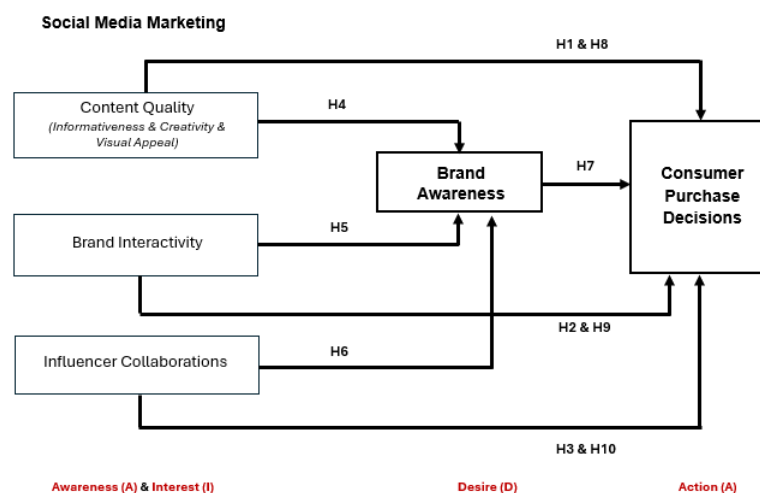 Social Media Marketing
H1 & H8
Content Quality
(Informativeness & Creativity &
Visual Appeal)
H4
Brand
Awareness
H7
Consumer
Purchase
Decisions
Brand Interactivity
H5
H2 & H9
Influencer Collaborations
H6
H3 & H10
Awareness (A) & Interest (I)
Desire (D)
Action (A)